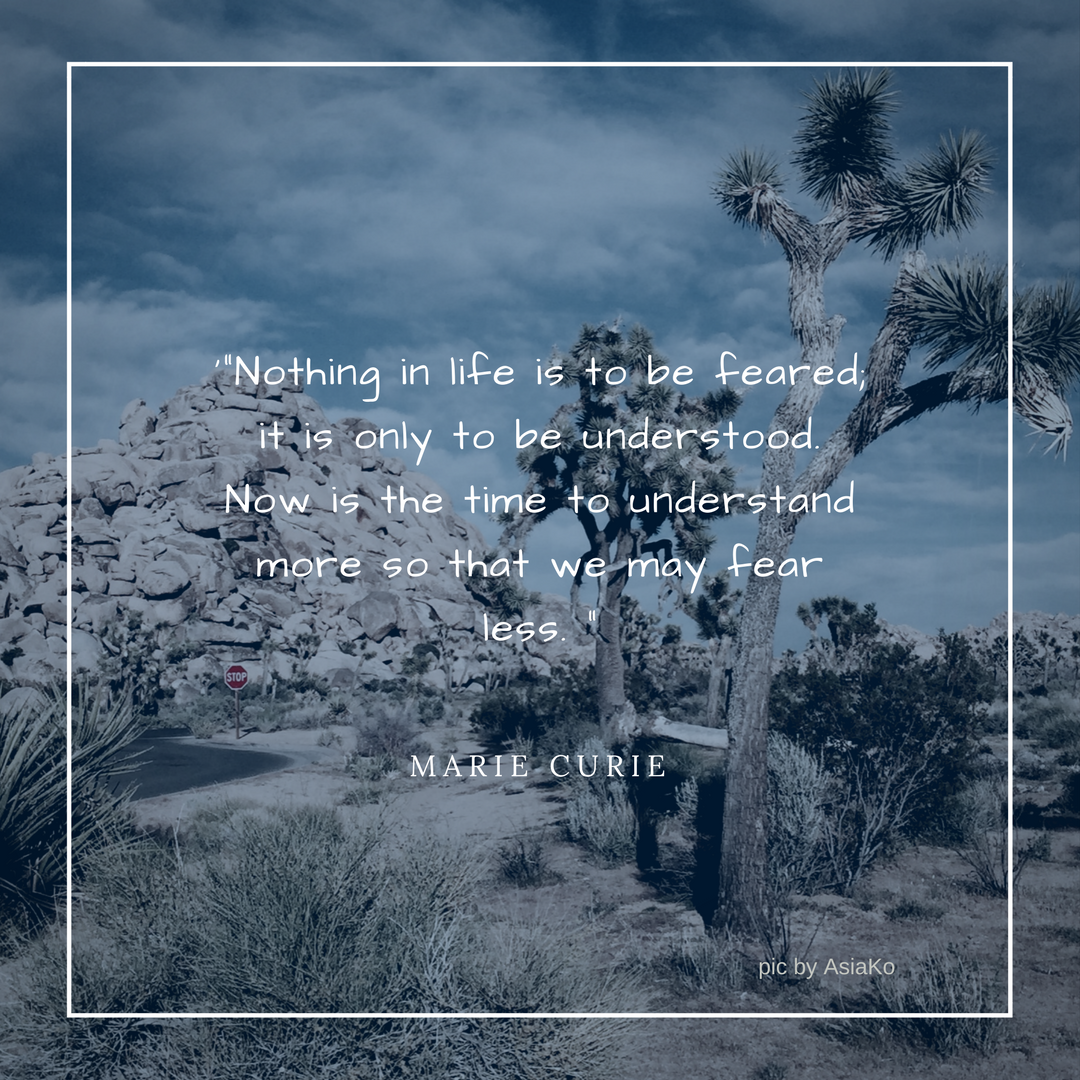 '"Nothing in life is to be feared;
it is only to be understood.
Now is the time to understand
more so that we may fear
less. "
STOP
MARIE CURIE
pic by AsiaKo